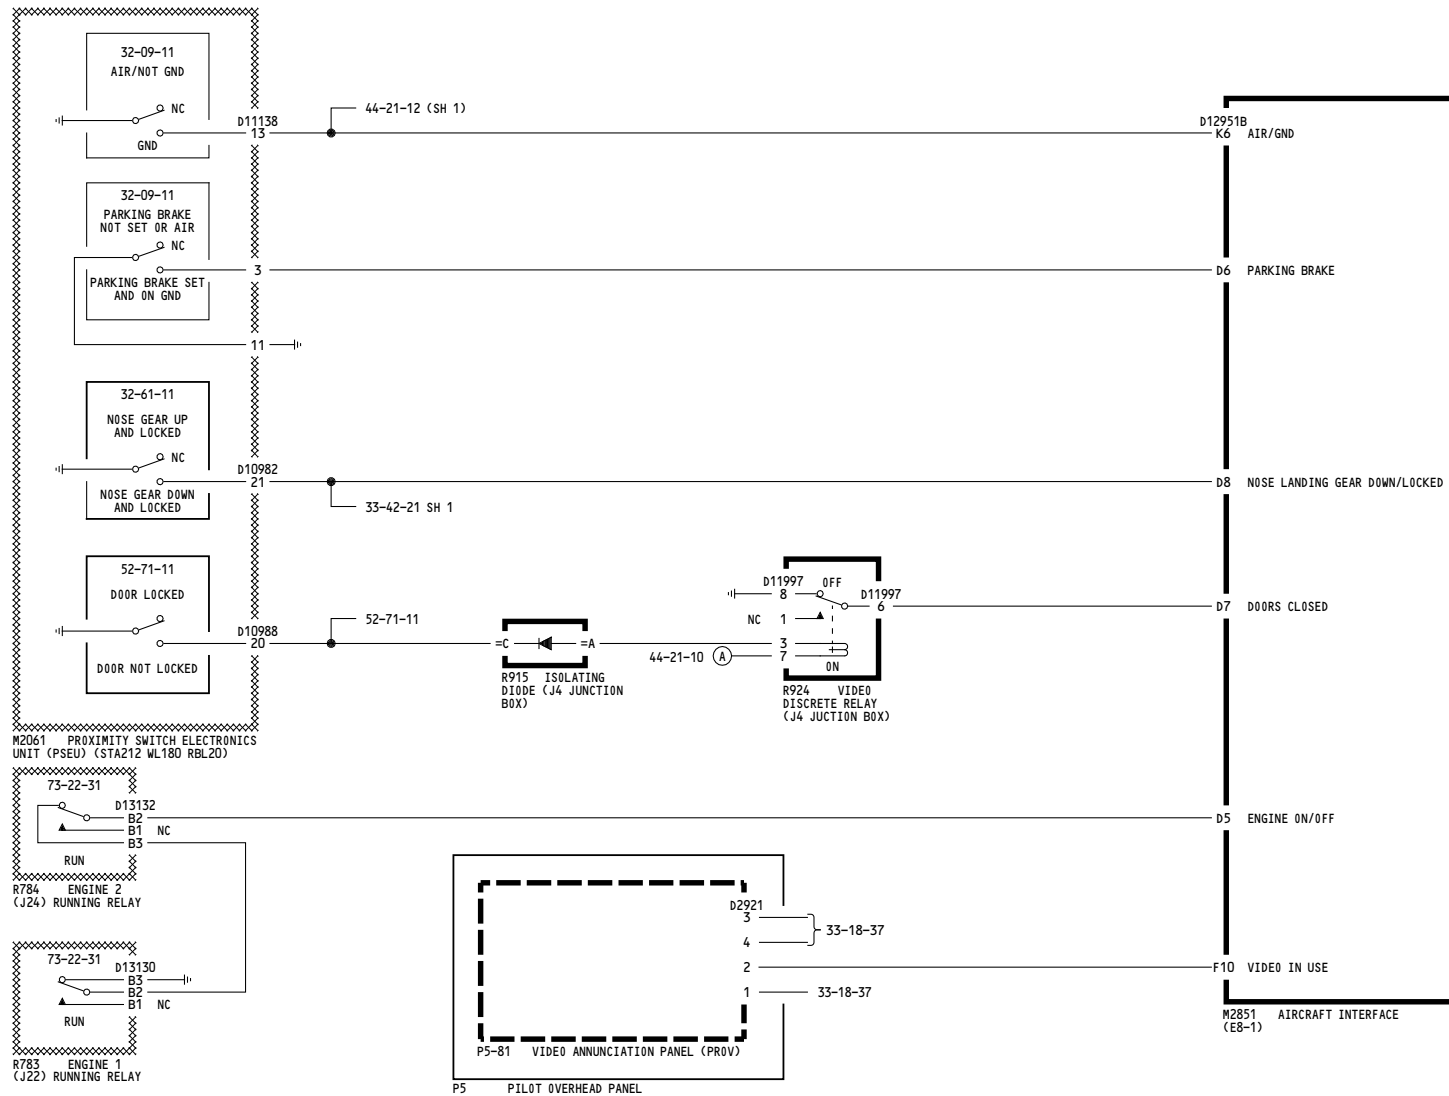 32-09-11
AIR/NOT GND
NC
GND
D11138
13
44-21-12 (SH 1)
D12951B
K6 AIR/GND
32-09-11
PARKING BRAKE
NOT SET OR AIR
NC
PARKING BRAKE SET
AND ON GND
3
D6 PARKING BRAKE
11
32-61-11
NOSE GEAR UP
AND LOCKED
NC
NOSE GEAR DOWN
AND LOCKED
D10982
21
33-42-21 SH 1
D8 NOSE LANDING GEAR DOWN/LOCKED
52-71-11
DOOR LOCKED
DOOR NOT LOCKED
D10988
20
52-71-11
=C
=A
R915 ISOLATING
DIODE (J4 JUNCTION
BOX)
44-21-10 A
D11997
8
OFF
D11997
6
NC 1
3
7
ON
R924 VIDEO
DISCRETE RELAY
(J4 JUCTION BOX)
D7 DOORS CLOSED
M2061 PROXIMITY SWITCH ELECTRONICS
UNIT (PSEU) (STA212 WL180 RBL20)
73-22-31
D13132
B2
B1 NC
B3
RUN
R784 ENGINE 2
(J24) RUNNING RELAY
D5 ENGINE ON/OFF
73-22-31
D13130
B3
B2
B1 NC
RUN
R783 ENGINE 1
(J22) RUNNING RELAY
D2921
3
4
33-18-37
2
1
33-18-37
P5-81 VIDEO ANNUNCIATION PANEL (PROV)
P5 PILOT OVERHEAD PANEL
F10 VIDEO IN USE
M2851 AIRCRAFT INTERFACE
(E8-1)